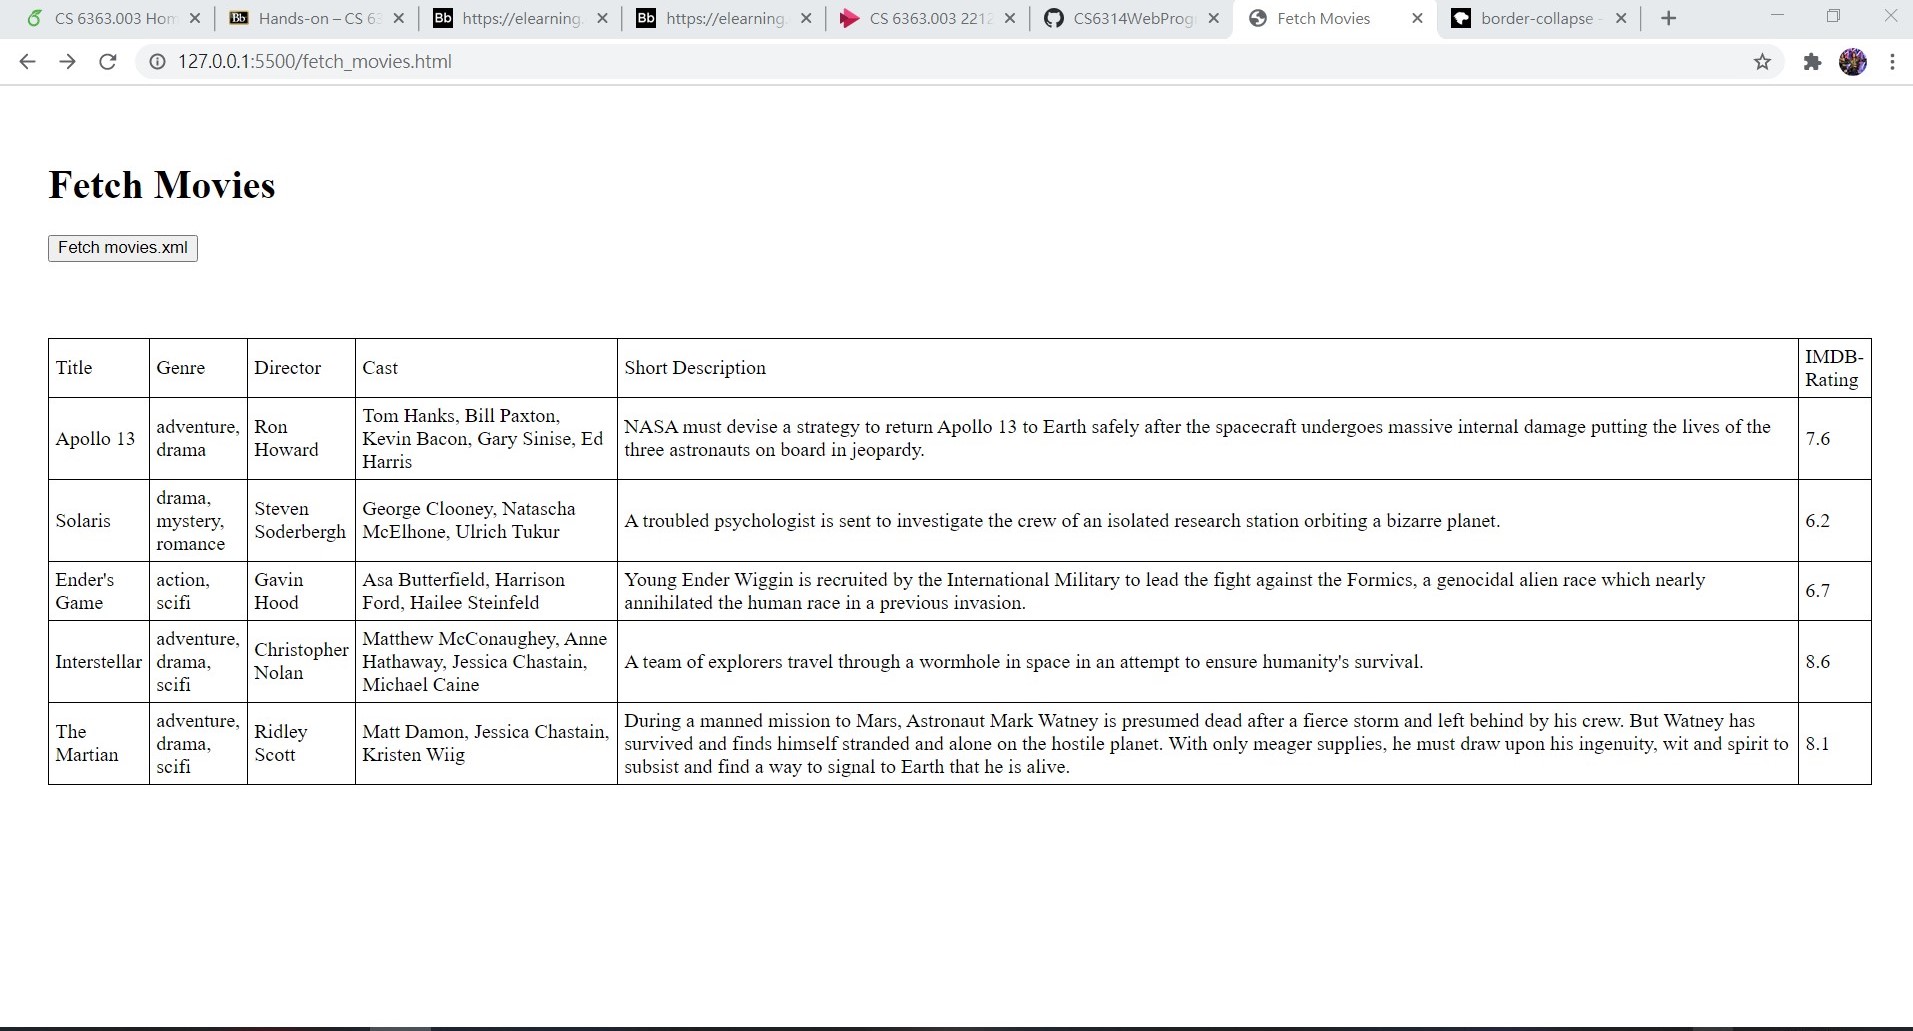 CS 6363.003 Hom
Hands-on – CS 63
https://elearning.
https://elearning.
CS 6363.003 2212
CS6314WebProg
Fetch Movies
border-collapse -
127.0.0.1:5500/fetch_movies.html
Fetch Movies
Fetch movies.xml
Title Genre Director Cast Short Description IMDB-
Rating
Apollo 13
adventure,
drama
Ron
Howard
Tom Hanks, Bill Paxton,
Kevin Bacon, Gary Sinise, Ed
Harris
NASA must devise a strategy to return Apollo 13 to Earth safely after the spacecraft undergoes massive internal damage putting the lives of the
three astronauts on board in jeopardy.
7.6
Solaris
drama,
mystery,
romance
Steven
Soderbergh
George Clooney, Natascha
McElhone, Ulrich Tukur
A troubled psychologist is sent to investigate the crew of an isolated research station orbiting a bizarre planet.
6.2
Ender's
Game
action,
scifi
Gavin
Hood
Asa Butterfield, Harrison
Ford, Hailee Steinfeld
Young Ender Wiggin is recruited by the International Military to lead the fight against the Formics, a genocidal alien race which nearly
annihilated the human race in a previous invasion.
6.7
Interstellar
adventure,
drama,
scifi
Christopher
Nolan
Matthew McConaughey, Anne
Hathaway, Jessica Chastain,
Michael Caine
A team of explorers travel through a wormhole in space in an attempt to ensure humanity's survival.
8.6
The
Martian
adventure,
drama,
scifi
Ridley
Scott
Matt Damon, Jessica Chastain,
Kristen Wiig
During a manned mission to Mars, Astronaut Mark Watney is presumed dead after a fierce storm and left behind by his crew. But Watney has
survived and finds himself stranded and alone on the hostile planet. With only meager supplies, he must draw upon his ingenuity, wit and spirit to
subsist and find a way to signal to Earth that he is alive.
8.1